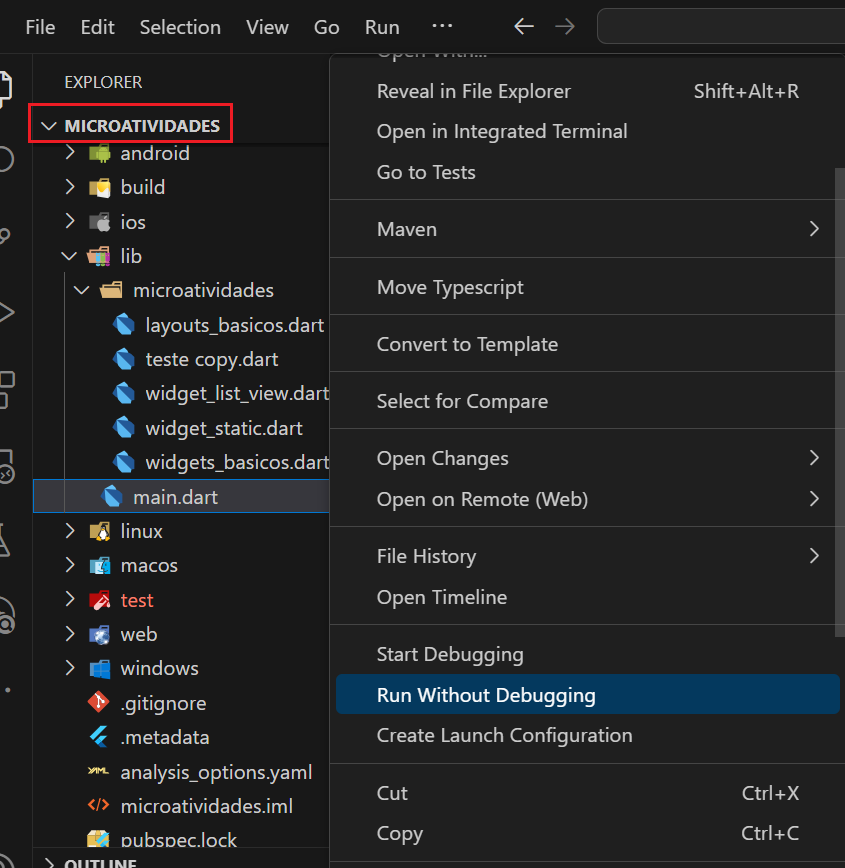 File Edit Selection View Go Run ...
EXPLORER
MICROATIVIDADES
android
build
ios
lib
microatividades
layouts_basicos.dart
teste copy.dart
widget_list_view.dart
widget_static.dart
widgets_basicos.dart
main.dart
linux
macos
test
web
windows
.gitignore
.metadata
YML analysis_options.yaml
microatividades.iml
pubspec.lock
OUTLINE
Open With...
Reveal in File Explorer Shift+Alt+R
Open in Integrated Terminal
Go to Tests
Maven
Move Typescript
Convert to Template
Select for Compare
Open Changes
Open on Remote (Web)
File History
Open Timeline
Start Debugging
Run Without Debugging
Create Launch Configuration
Cut Ctrl+X
Copy Ctrl+C